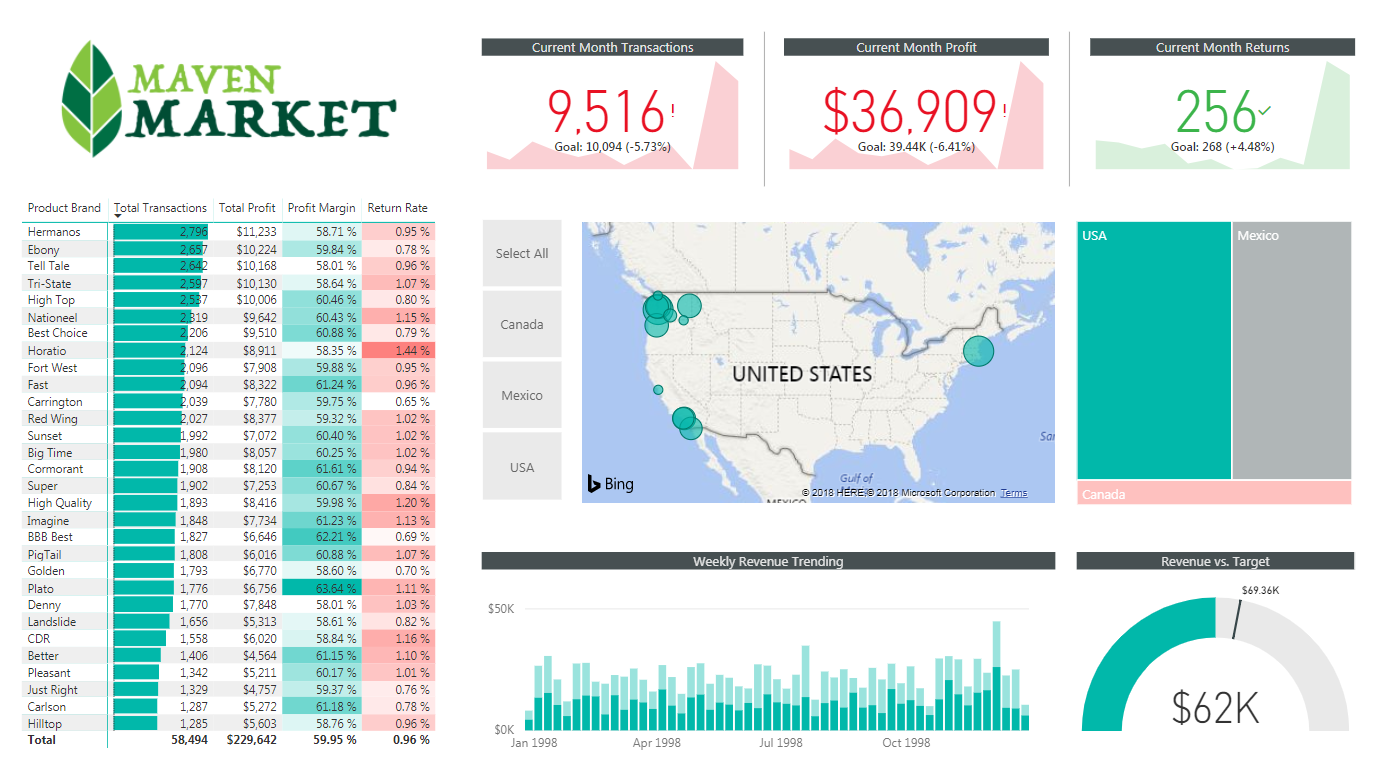 MAVEN
MARKET
Current Month Transactions
9,516!
Goal: 10,094 (-5.73%)
Current Month Profit
$36,909!
Goal: 39.44K (-6.41%)
Current Month Returns
256
Goal: 268 (+4.48%)
Product Brand Total Transactions Total Profit Profit Margin Return Rate
Hermanos 2,796 $11,233 58.71 % 0.95 %
Ebony 2,657 $10,224 59.84 % 0.78 %
Tell Tale 2,642 $10,168 58.01 % 0.96 %
Tri-State 2,597 $10,130 58.64 % 1.07 %
High Top 2,537 $10,006 60.46 % 0.80 %
Nationeel 2,319 $9,642 60.43 % 1.15 %
Best Choice 2,206 $9,510 60.88 % 0.79 %
Horatio 2,124 $8,911 58.35 % 1.44 %
Fort West 2,096 $7,908 59.88 % 0.95 %
Fast 2,094 $8,322 61.24 % 0.96 %
Carrington 2,039 $7,780 59.75 % 0.65 %
Red Wing 2,027 $8,377 59.32 % 1.02 %
Sunset 1,992 $7,072 60.40 % 1.02 %
Big Time 1,980 $8,057 60.25 % 1.02 %
Cormorant 1,908 $8,120 61.61 % 0.94 %
Super 1,902 $7,253 60.67 % 0.84 %
High Quality 1,893 $8,416 59.98 % 1.20 %
Imagine 1,848 $7,734 61.23 % 1.13 %
BBB Best 1,827 $6,646 62.21 % 0.69 %
PigTail 1,808 $6,016 60.88 % 1.07 %
Golden 1,793 $6,770 58.60 % 0.70 %
Plato 1,776 $6,756 63.64 % 1.11 %
Denny 1,770 $7,848 58.01 % 1.03 %
Landslide 1,656 $5,313 58.61 % 0.82 %
CDR 1,558 $6,020 58.84 % 1.16 %
Better 1,406 $4,564 61.15 % 1.10 %
Pleasant 1,342 $5,211 60.17 % 1.01 %
Just Right 1,329 $4,757 59.37 % 0.76 %
Carlson 1,287 $5,272 61.18 % 0.78 %
Hilltop 1,285 $5,603 58.76 % 0.96 %
Total 58,494 $229,642 59.95 % 0.96 %
Select All
Canada
Mexico
USA
UNITED STATES
Gulf of
MEXICO
Bing
© 2018 HERE © 2018 Microsoft Corporation Terms
USA
Mexico
Canada
Weekly Revenue Trending
$50K
$0K
Jan 1998 Apr 1998 Jul 1998 Oct 1998
Revenue vs. Target
$69.36K
$62K